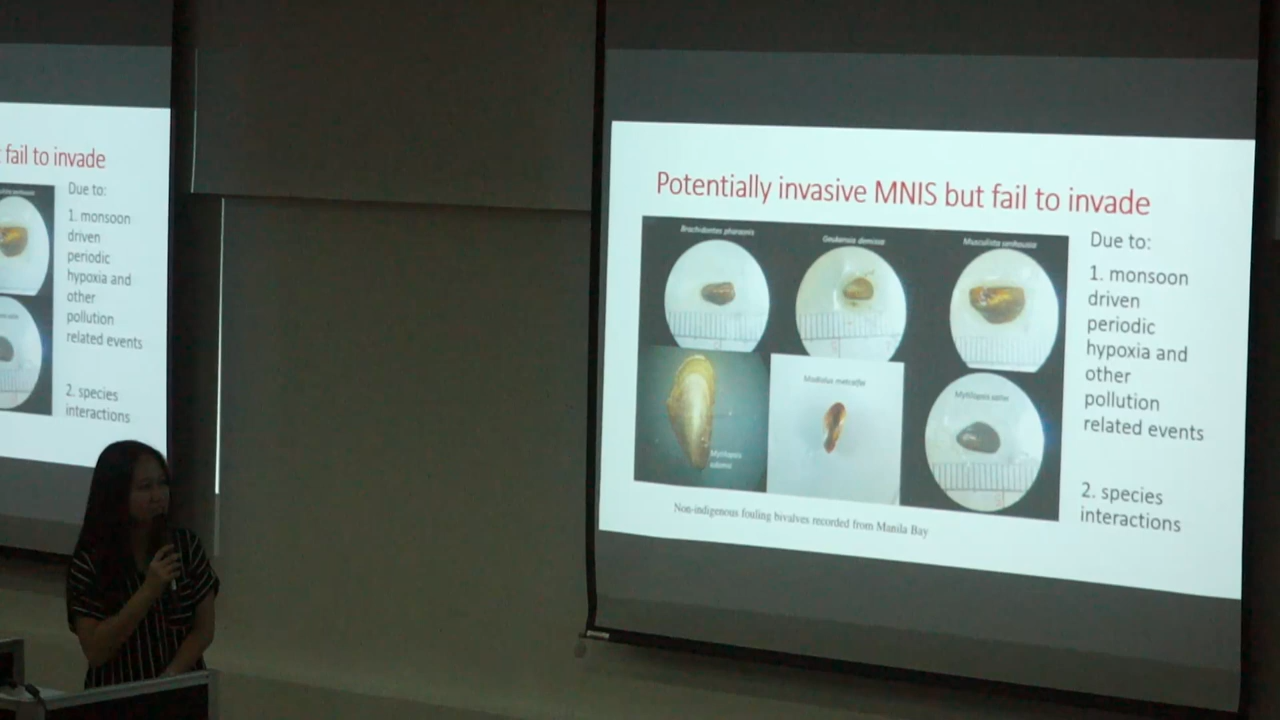 fail to invade
Due to:
1. monsoon
driven
periodic
hypoxia and
other
pollution
related events
2. species
interactions
Potentially invasive MNIS but fail to invade
Brachidontes pharaonis
Geukensia demissa
Musculista senhousia
Mytilopsis
adamsi
Modiolus metcalfei
Mytilopsis sallei
Non-indigenous fouling bivalves recorded from Manila Bay
Due to:
1. monsoon
driven
periodic
hypoxia and
other
pollution
related events
2. species
interactions